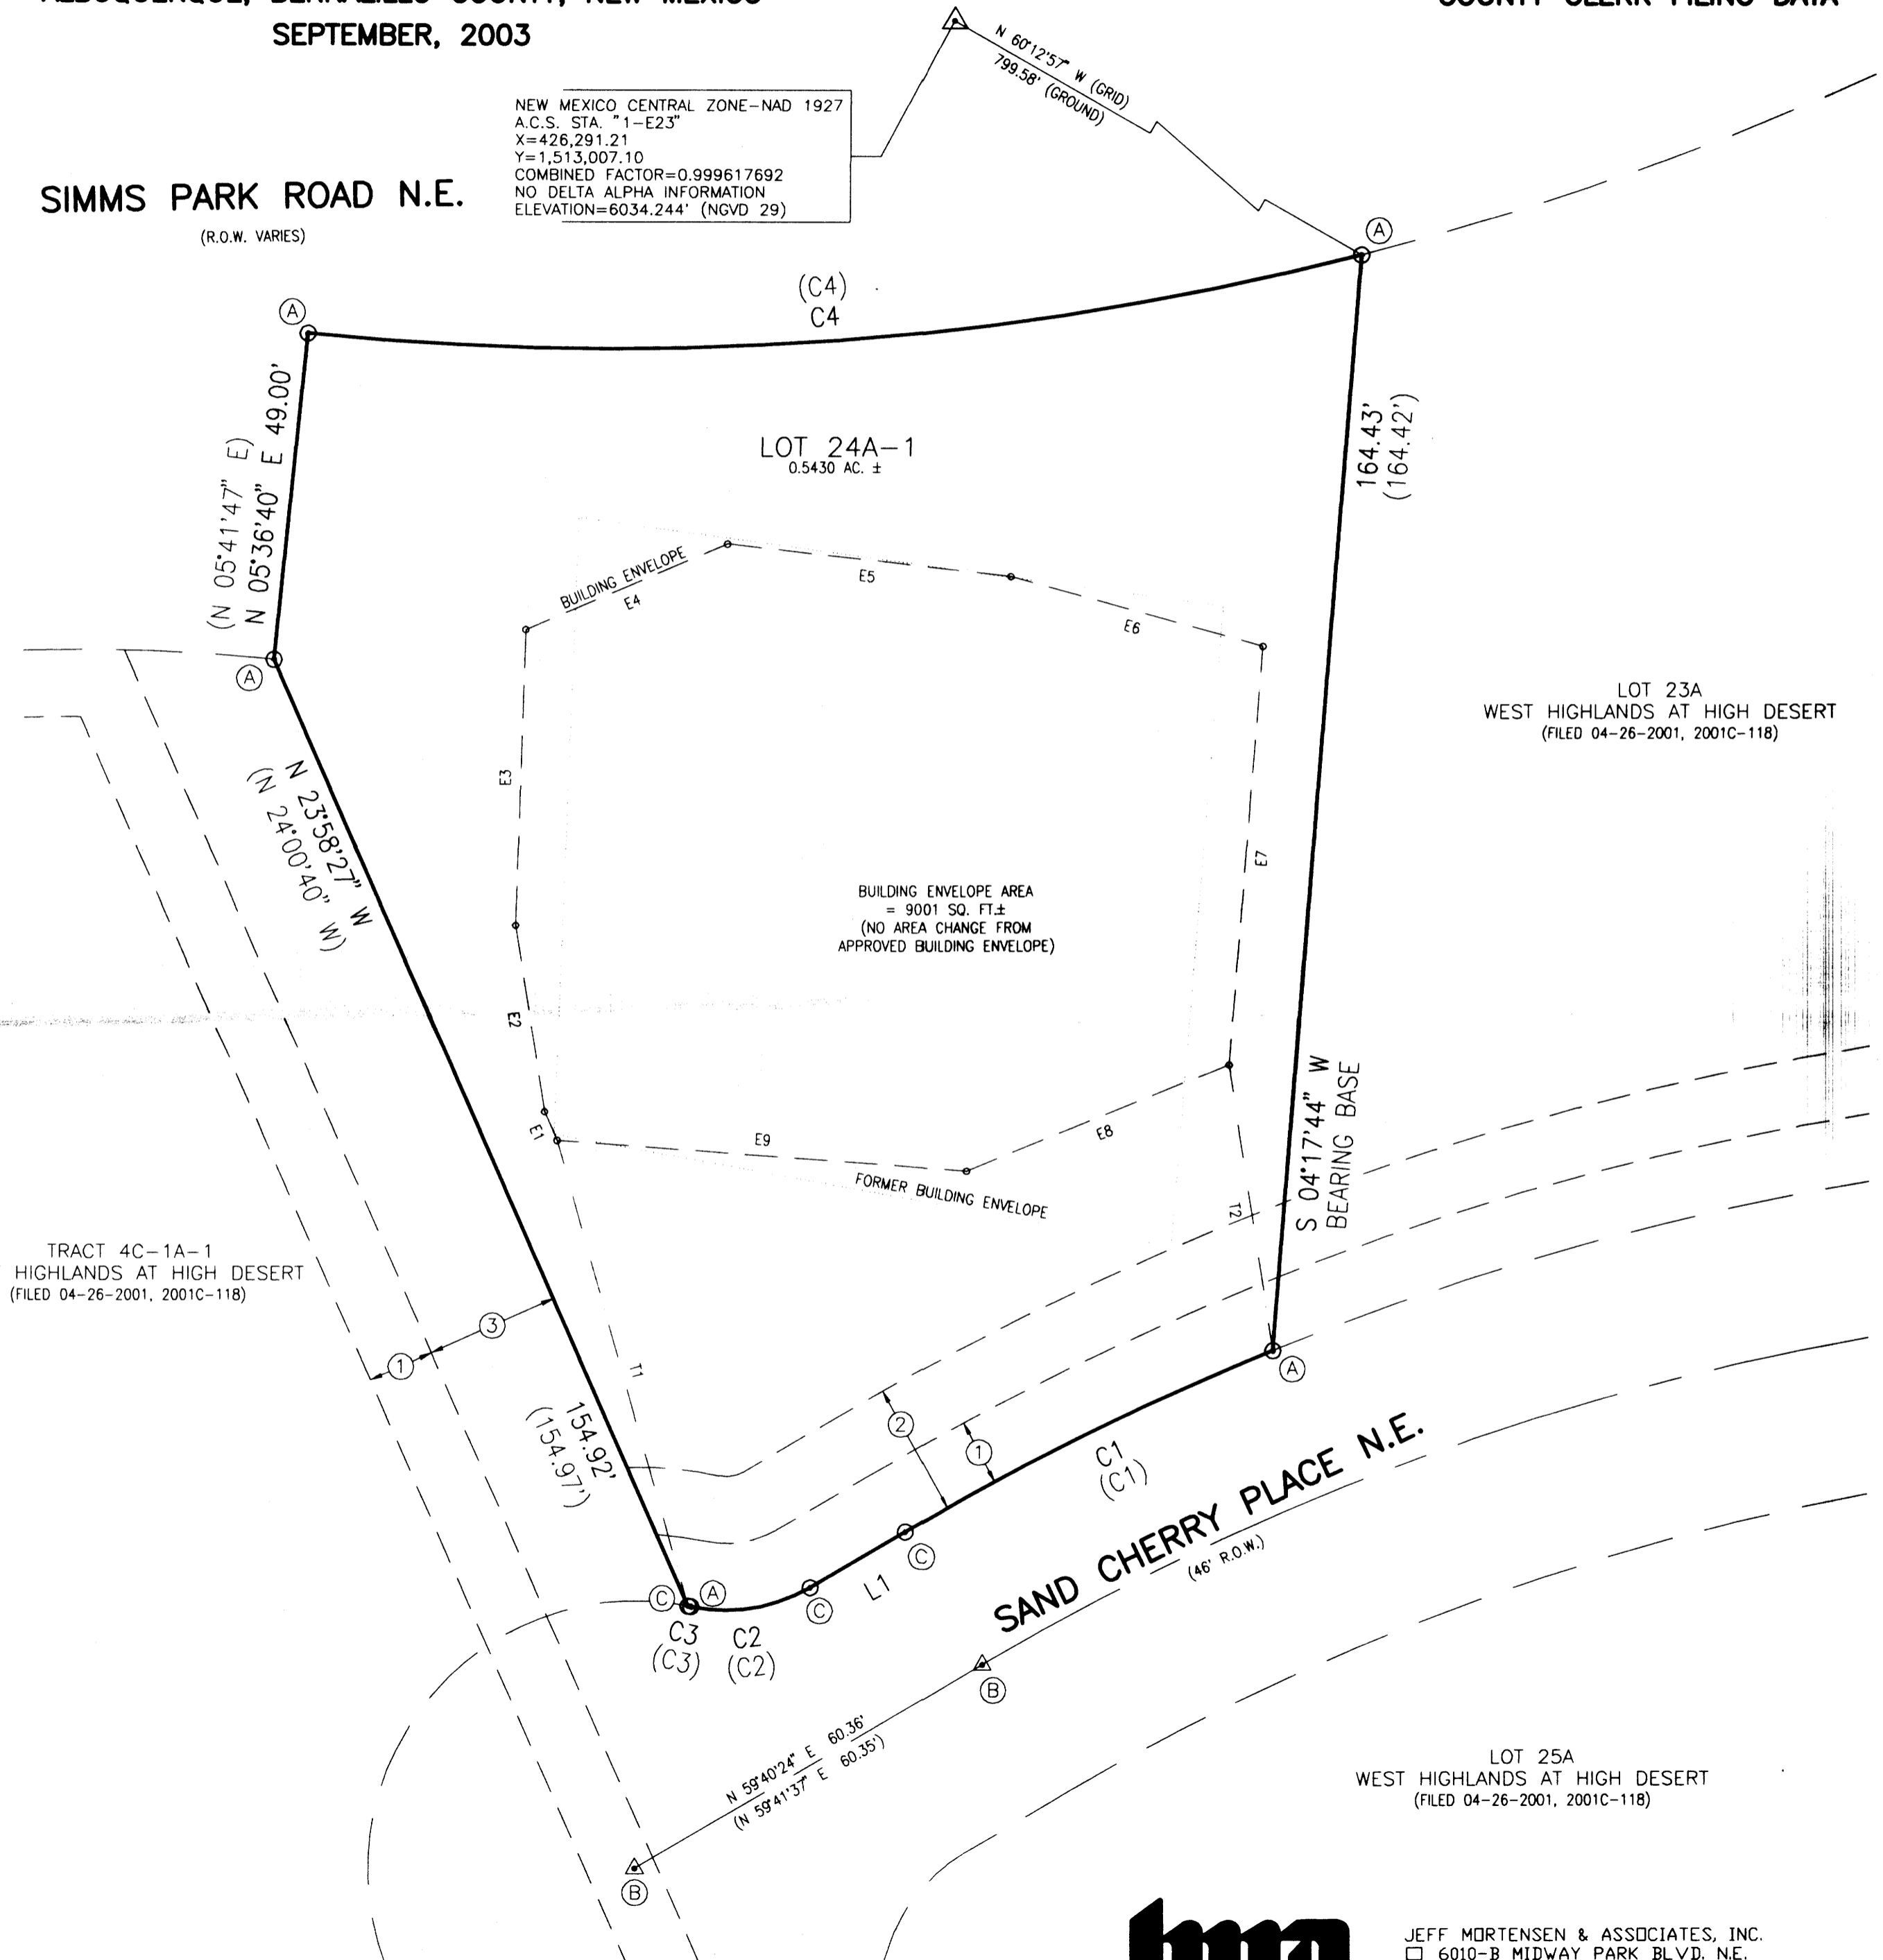 SEPTEMBER, 2003
N 60°12'57" W (GRID)
799.58' (GROUND)
NEW MEXICO CENTRAL ZONE-NAD 1927
A.C.S. STA. "1-E23"
X=426,291.21
Y=1,513,007.10
COMBINED FACTOR=0.999617692
NO DELTA ALPHA INFORMATION
ELEVATION=6034.244' (NGVD 29)
SIMMS PARK ROAD N.E.
(R.O.W. VARIES)
A
(C4)
C4
A
(N 05°41'47" E)
N 05°36'40" E 49.00'
164.43'
(164.42')
LOT 24A-1
0.5430 AC. ±
BUILDING ENVELOPE
E4
E5
E6
A
LOT 23A
WEST HIGHLANDS AT HIGH DESERT
(FILED 04-26-2001, 2001C-118)
N 23°58'27" W
(N 24°00'40" W)
E3
E7
BUILDING ENVELOPE AREA
= 9001 SQ. FT.±
(NO AREA CHANGE FROM
APPROVED BUILDING ENVELOPE)
E2
E1
E9
E8
FORMER BUILDING ENVELOPE
S 04°17'44" W
BEARING BASE
T2
TRACT 4C-1A-1
HIGHLANDS AT HIGH DESERT
(FILED 04-26-2001, 2001C-118)
3
1
T1
A
154.92'
(154.97')
2
1
C1
(C1)
C
L1
C
C
A
C3
(C3)
C2
(C2)
SAND CHERRY PLACE N.E.
(46' R.O.W.)
B
N 59°40'24" E 60.36'
(N 59°41'37" E 60.35')
B
LOT 25A
WEST HIGHLANDS AT HIGH DESERT
(FILED 04-26-2001, 2001C-118)
JEFF MORTENSEN & ASSOCIATES, INC.
□ 6010-B MIDWAY PARK BLVD. N.E.